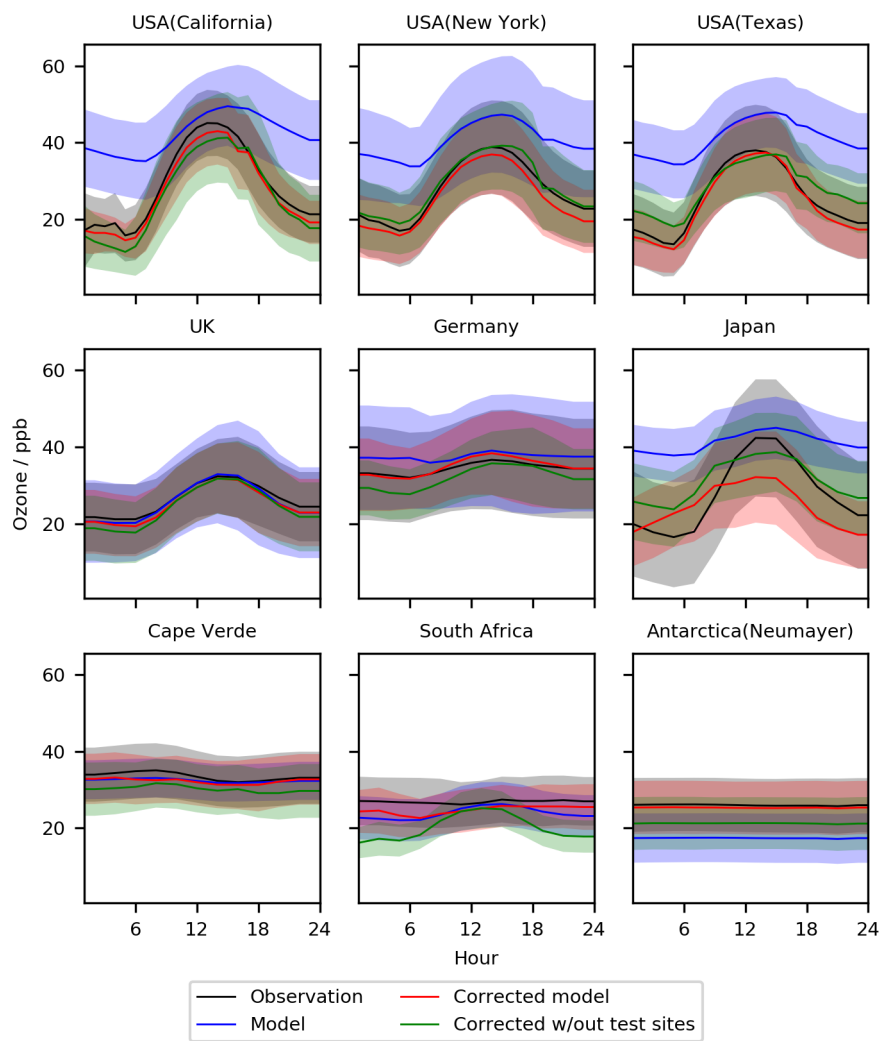 USA(California) USA(New York) USA(Texas)
60
40
20
UK Germany Japan
60
40
20
Ozone / ppb
Cape Verde South Africa Antarctica(Neumayer)
60
40
20
6 12 18 24 6 12 18 24 6 12 18 24
Hour
Observation Corrected model
Model Corrected w/out test sites